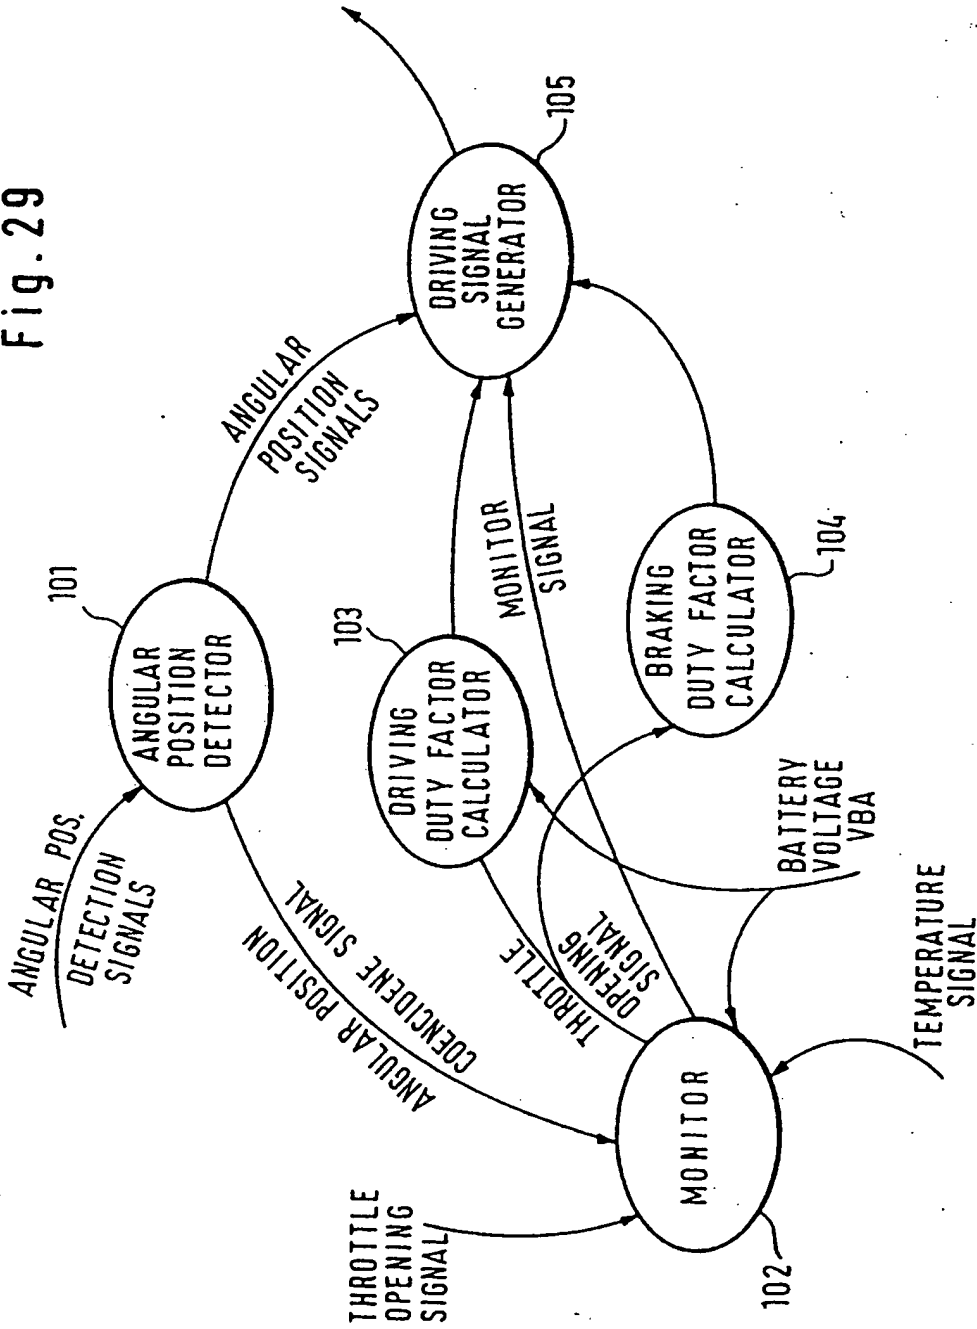 Fig. 29
ANGULAR POS.
DETECTION
SIGNALS
101
ANGULAR
POSITION
DETECTOR
ANGULAR
POSITION
SIGNALS
ANGULAR POSITION
COENCIDENE SIGNAL
THROTTLE
OPENING
SIGNAL
103
DRIVING
DUTY FACTOR
CALCULATOR
DRIVING
SIGNAL
GENERATOR
105
THROTTLE
OPENING
SIGNAL
MONITOR
SIGNAL
MONITOR
102
BRAKING
DUTY FACTOR
CALCULATOR
104
BATTERY
VOLTAGE
VBA
TEMPERATURE
SIGNAL